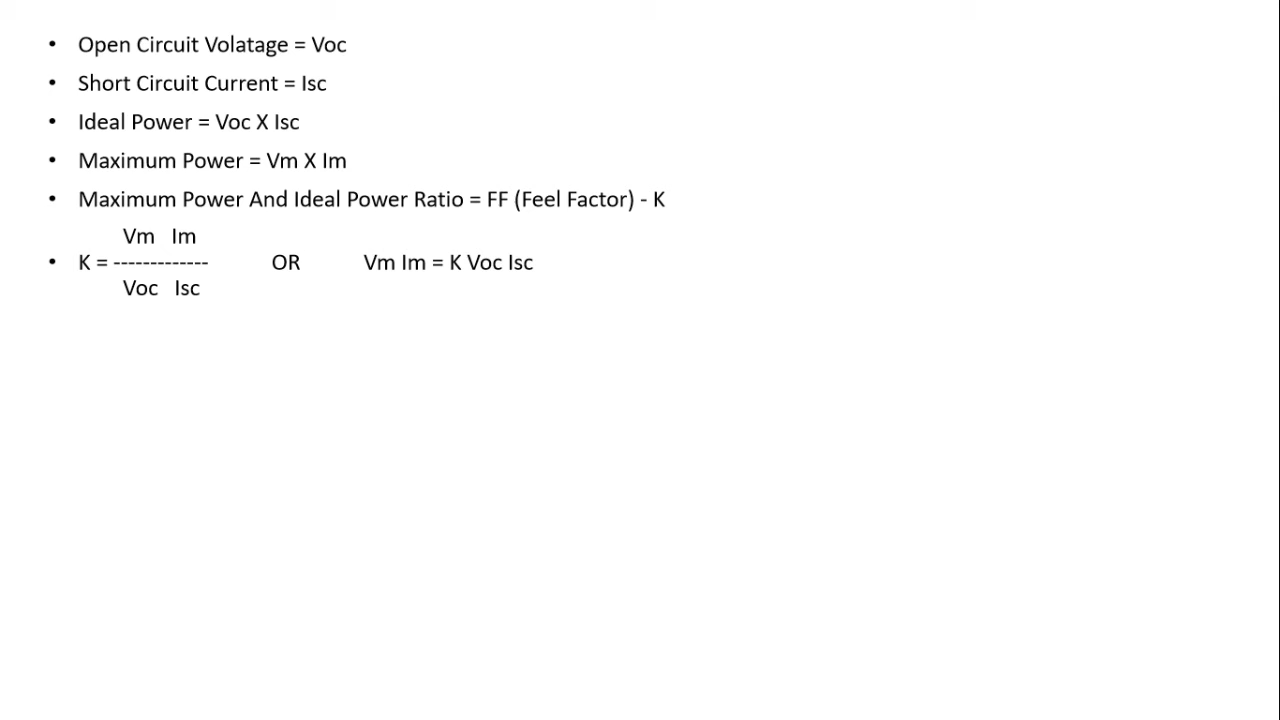 • Open Circuit Volatage = Voc
• Short Circuit Current = Isc
• Ideal Power = Voc X Isc
• Maximum Power = Vm X Im
• Maximum Power And Ideal Power Ratio = FF (Feel Factor) - K
Vm Im
• K = ------------- OR Vm Im = K Voc Isc
Voc Isc